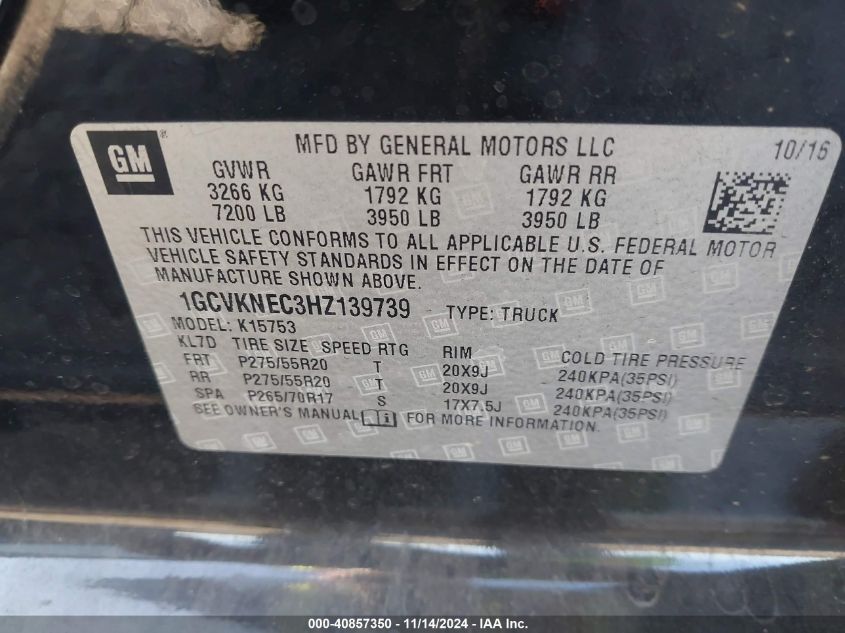 GM ®
MFD BY GENERAL MOTORS LLC 10/16
GVWR GAWR FRT GAWR RR
3266 KG 1792 KG 1792 KG
7200 LB 3950 LB 3950 LB
THIS VEHICLE CONFORMS TO ALL APPLICABLE U.S. FEDERAL MOTOR
VEHICLE SAFETY STANDARDS IN EFFECT ON THE DATE OF
MANUFACTURE SHOWN ABOVE.
1GCVKNEC3HZ139739 TYPE: TRUCK
MODEL: K15753
KL7D TIRE SIZE SPEED RTG RIM COLD TIRE PRESSURE
FRT P275/55R20 T 20X9J 240KPA(35PSI)
RR P275/55R20 T 20X9J 240KPA(35PSI)
SPA P265/70R17 S 17X7.5J 240KPA(35PSI)
SEE OWNER'S MANUAL i FOR MORE INFORMATION.
000-40857350 - 11/14/2024 - IAA Inc.